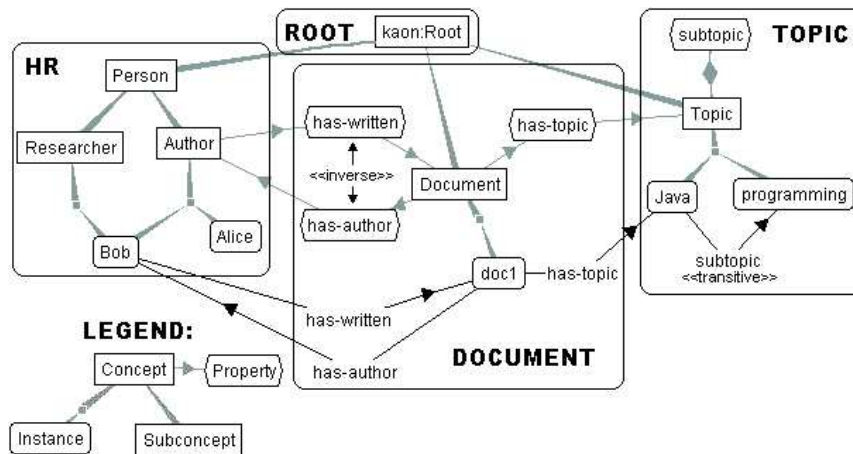 ROOT
kaon:Root
subtopic
TOPIC
HR
Person
Researcher
Author
has-written
has-topic
Topic
<<inverse>>
Document
Java
programming
has-author
Bob
Alice
doc1
has-topic
subtopic
<<transitive>>
has-written
has-author
DOCUMENT
LEGEND:
Concept
Property
Instance
Subconcept